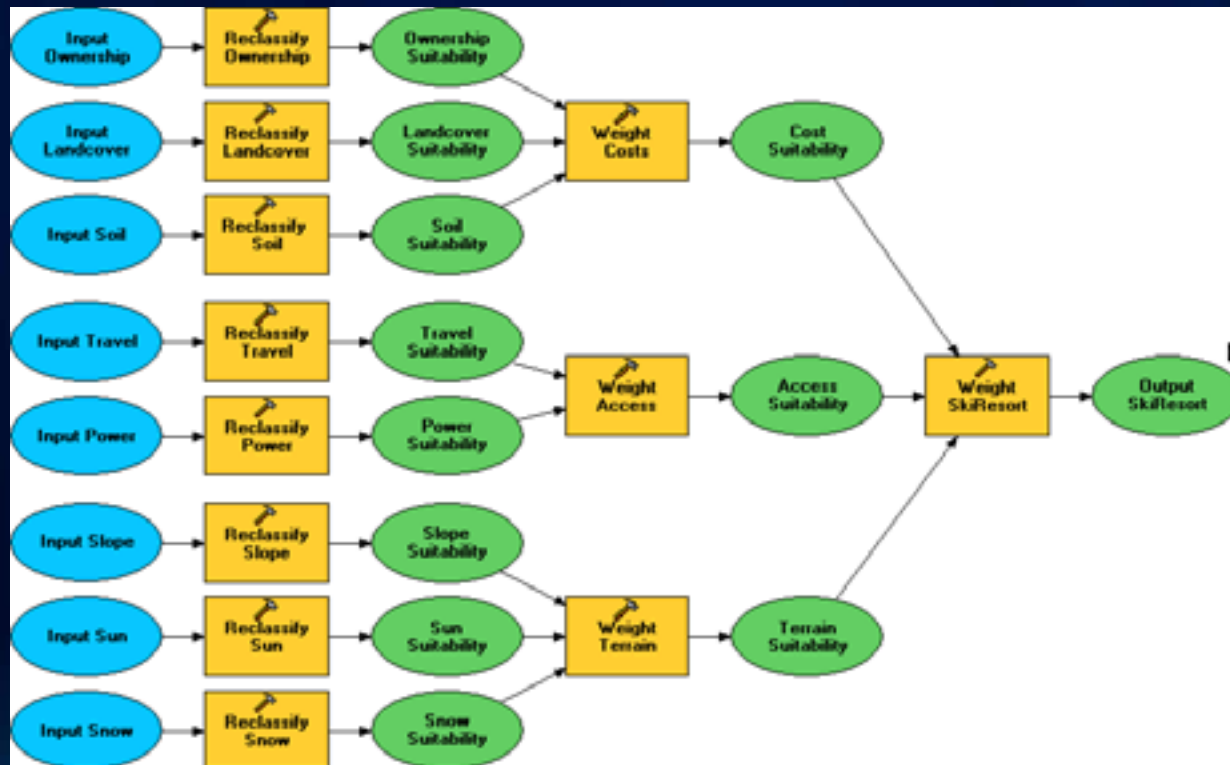 Input
Ownership
Reclassify
Ownership
Ownership
Suitability
Input
Landcover
Reclassify
Landcover
Landcover
Suitability
Weight
Costs
Cost
Suitability
Input Soil
Reclassify
Soil
Soil
Suitability
Input Travel
Reclassify
Travel
Travel
Suitability
Weight
Access
Access
Suitability
Weight
SkiResort
Output
SkiResort
Input Power
Reclassify
Power
Power
Suitability
Input Slope
Reclassify
Slope
Slope
Suitability
Input Sun
Reclassify
Sun
Sun
Suitability
Weight
Terrain
Terrain
Suitability
Input Snow
Reclassify
Snow
Snow
Suitability